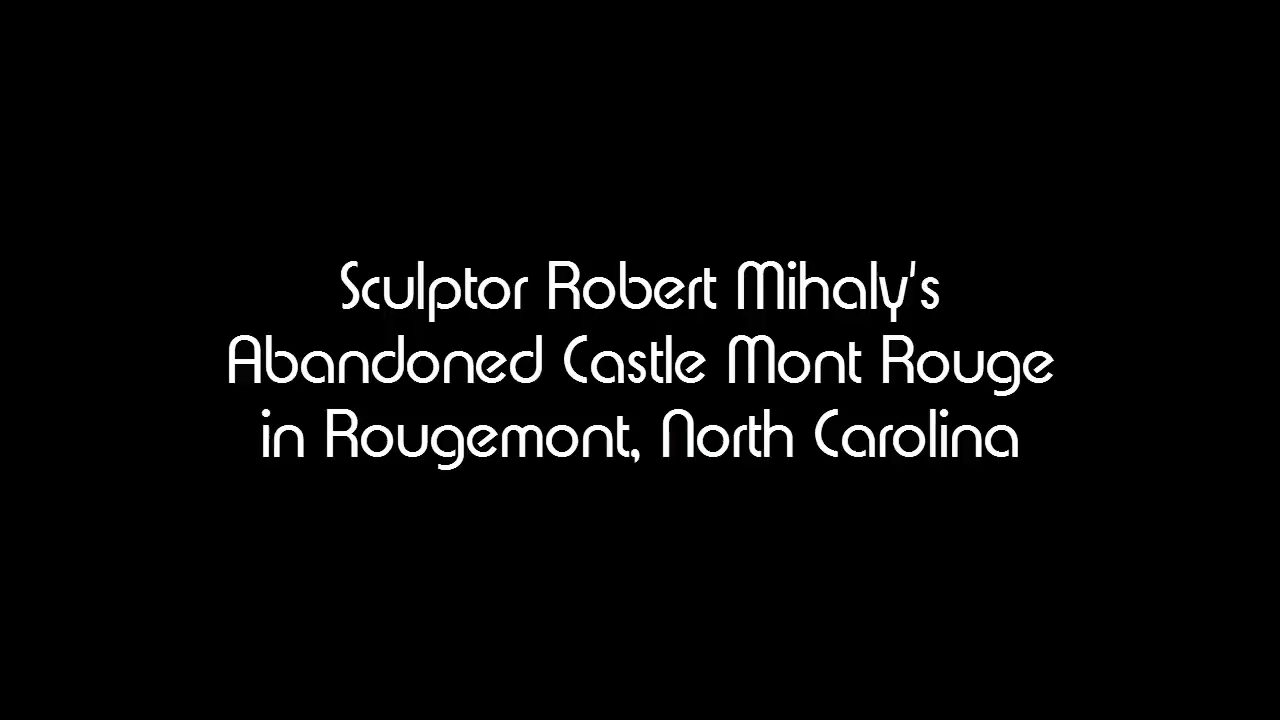 Sculptor Robert Mihaly's
Abandoned Castle Mont Rouge
in Rougemont, North Carolina